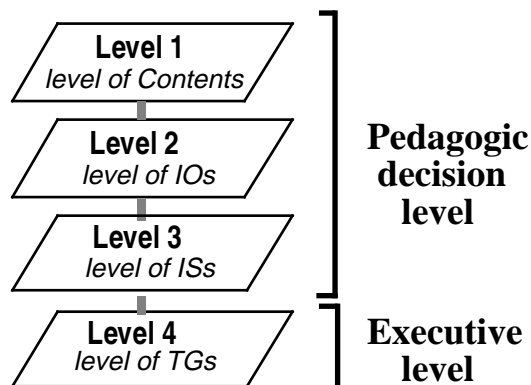 Level 1
level of Contents
Level 2
level of IOs
Level 3
level of ISs
Level 4
level of TGs
Pedagogic
decision
level
Executive
level